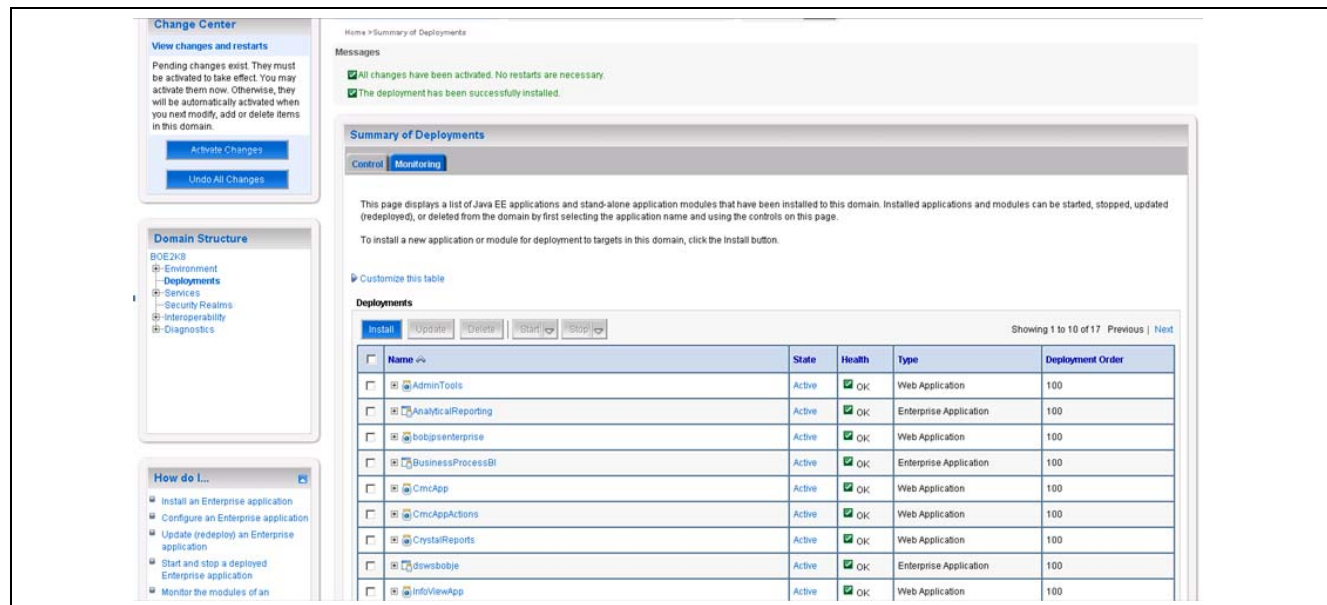 Change Center
View changes and restarts
Pending changes exist. They must
be activated to take effect. You may
activate them now. Otherwise, they
will be automatically activated when
you next modify, add or delete items
in this domain.
Activate Changes
Undo All Changes
Domain Structure
BOE2K8
Environment
Deployments
Services
Security Realms
Interoperability
Diagnostics
How do I...
Install an Enterprise application
Configure an Enterprise application
Update (redeploy) an Enterprise
application
Start and stop a deployed
Enterprise application
Monitor the modules of an
Home >Summary of Deployments
Messages
All changes have been activated. No restarts are necessary.
The deployment has been successfully installed.
Summary of Deployments
Control Monitoring
This page displays a list of Java EE applications and stand-alone application modules that have been installed to this domain. Installed applications and modules can be started, stopped, updated
(redeployed), or deleted from the domain by first selecting the application name and using the controls on this page.
To install a new application or module for deployment to targets in this domain, click the Install button.
Customize this table
Deployments
Install Update Delete Start Stop Showing 1 to 10 of 17 Previous | Next
Name State Health Type Deployment Order
AdminTools Active OK Web Application 100
AnalyticalReporting Active OK Enterprise Application 100
bobjpsenterprise Active OK Web Application 100
BusinessProcessBI Active OK Enterprise Application 100
CmcApp Active OK Web Application 100
CmcAppActions Active OK Web Application 100
CrystalReports Active OK Web Application 100
dswsbobje Active OK Enterprise Application 100
InfoViewApp Active OK Web Application 100